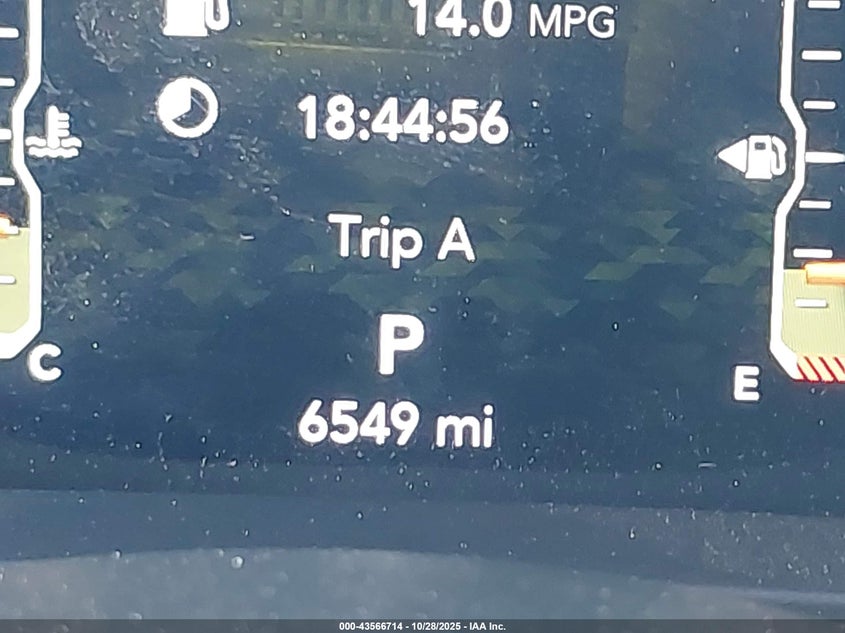 14.0 MPG
18:44:56
Trip A
P
C
E
6549 mi
000-43566714 - 10/28/2025 - IAA Inc.